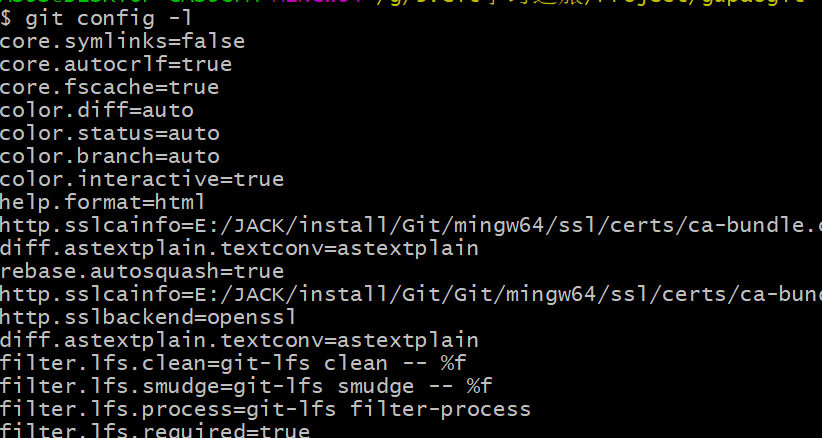 $ git config -l
core.symlinks=false
core.autocrlf=true
core.fscache=true
color.diff=auto
color.status=auto
color.branch=auto
color.interactive=true
help.format=html
http.sslcainfo=E:/JACK/install/Git/mingw64/ssl/certs/ca-bundle.
diff.astextplain.textconv=astextplain
rebase.autosquash=true
http.sslcainfo=E:/JACK/install/Git/Git/mingw64/ssl/certs/ca-bun
http.sslbackend=openssl
diff.astextplain.textconv=astextplain
filter.lfs.clean=git-lfs clean -- %f
filter.lfs.smudge=git-lfs smudge -- %f
filter.lfs.process=git-lfs filter-process
filter.lfs.required=true